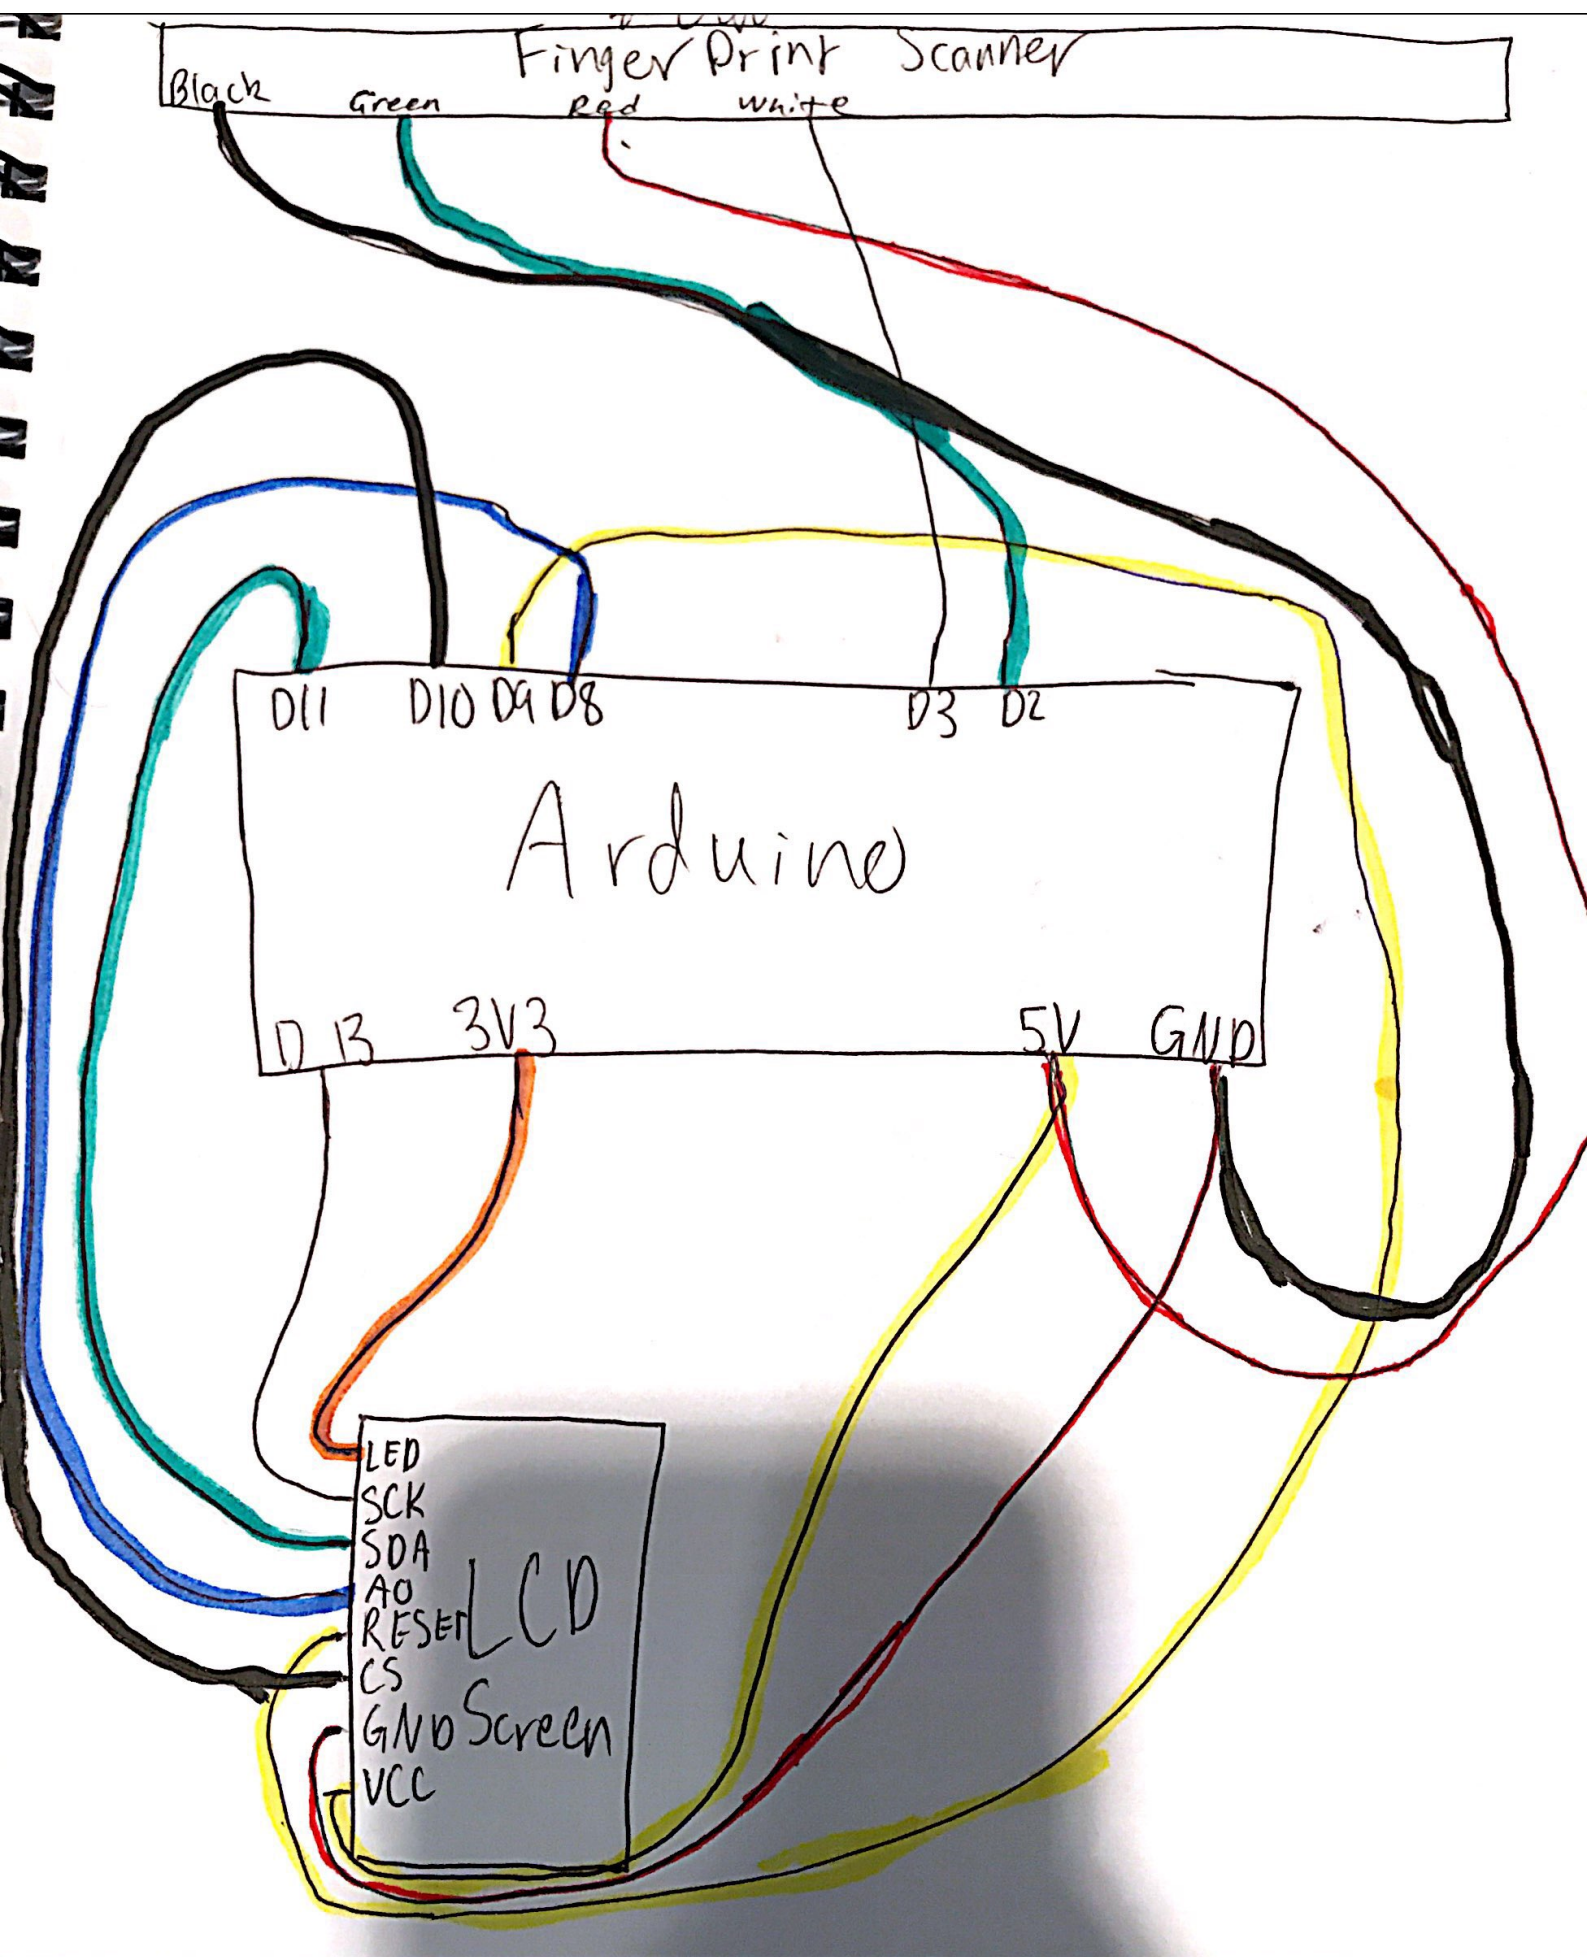 Finger Print Scanner
Black Green Red White
D11 D10 D9 D8 D3 D2
Arduino
D 13 3V3 5V GND
LED
SCK
SDA
A0
RESET
CS
GND
VCC
LCD
Screen